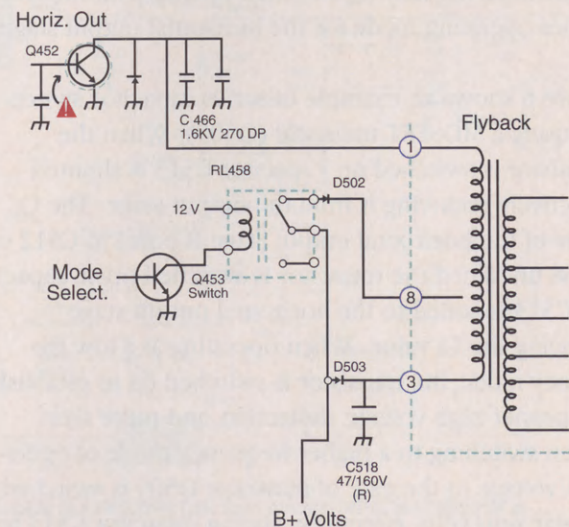 Horiz. Out
Q452
C 466
1.6KV 270 DP
Flyback
1
RL458
D502
12 V
Mode
Select.
Q453
Switch
8
D503
3
C518
47/160V
(R)
B+ Volts